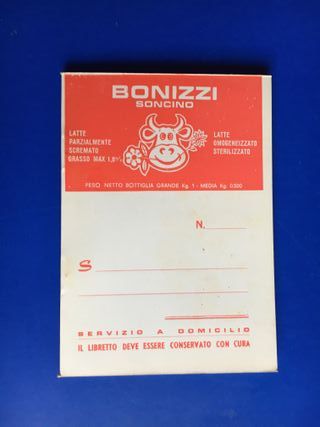 BONIZZI
SONCINO
LATTE
PARZIALMENTE
SCREMATO
GRASSO MAX 1,8%
LATTE
OMOGENEIZZATO
STERILIZZATO
PESO NETTO BOTTIGLIA GRANDE Kg. 1 - MEDIA Kg. 0.500
N.
S
SERVIZIO A DOMICILIO
IL LIBRETTO DEVE ESSERE CONSERVATO CON CURA